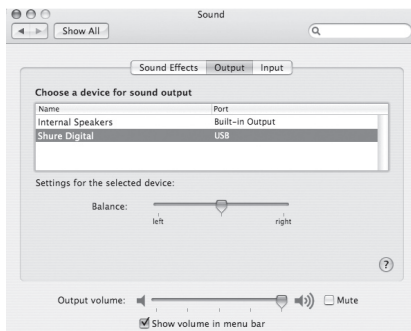 Sound
Show All
Sound Effects Output Input
Choose a device for sound output
Name Port
Internal Speakers Built-in Output
Shure Digital USB
Settings for the selected device:
Balance:
left right
?
Output volume: Mute
Show volume in menu bar